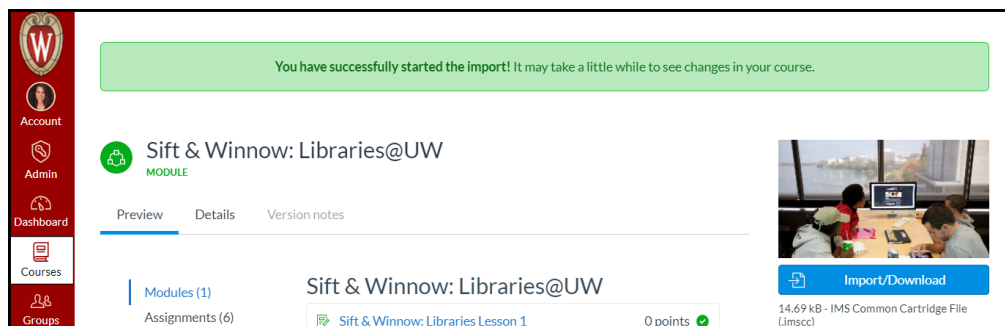 W
Account
Admin
Dashboard
Courses
Groups
You have successfully started the import! It may take a little while to see changes in your course.
Sift & Winnow: Libraries@UW
MODULE
Preview Details Version notes
Modules (1)
Assignments (6)
Sift & Winnow: Libraries@UW
Sift & Winnow: Libraries Lesson 1 0 points
Import/Download
14.69 kB - IMS Common Cartridge File
(.imscc)